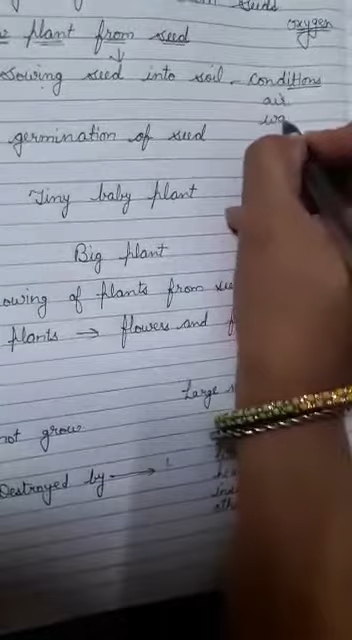 seeds
oxygen
plant from seed
↓
sowing seed into soil - conditions
air
wa
germination of seed
Tiny baby plant
Big plant
owing of plants from see
plants → flowers and f
Large s
not grow
Destroyed by →